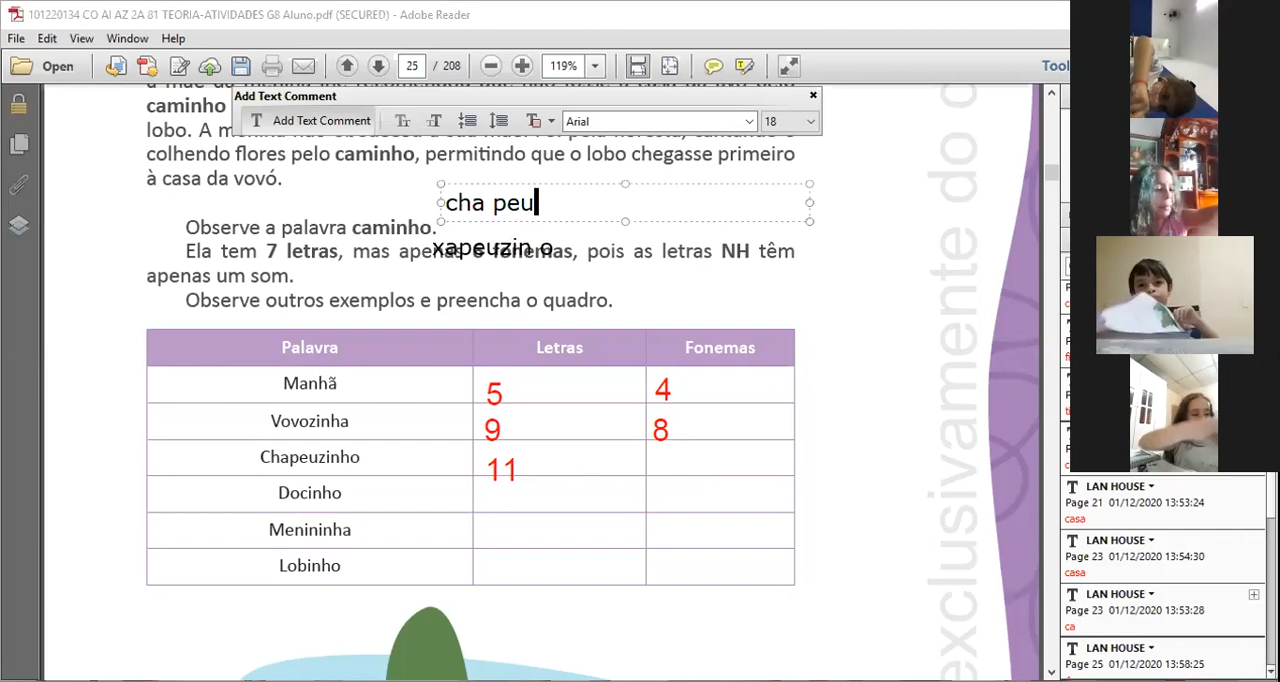 101220134 CO AI AZ 2A 81 TEORIA-ATIVIDADES G8 Aluno.pdf (SECURED) - Adobe Reader
File Edit View Window Help
Open 25 / 208 119% Tool
Add Text Comment
Add Text Comment Arial 18
caminho
lobo. A
colhendo flores pelo caminho, permitindo que o lobo chegasse primeiro
à casa da vovó.
cha peu
Observe a palavra caminho.
xapeuzin o
Ela tem 7 letras, mas apenas fonemas, pois as letras NH têm
apenas um som.
Observe outros exemplos e preencha o quadro.
Palavra Letras Fonemas
Manhã 5 4
Vovozinha 9 8
Chapeuzinho 11
Docinho
Menininha
Lobinho
exclusivamente do
LAN HOUSE
Page 21 01/12/2020 13:53:24
casa
LAN HOUSE
Page 23 01/12/2020 13:54:30
casa
LAN HOUSE
Page 23 01/12/2020 13:53:28
ca
LAN HOUSE
Page 25 01/12/2020 13:58:25